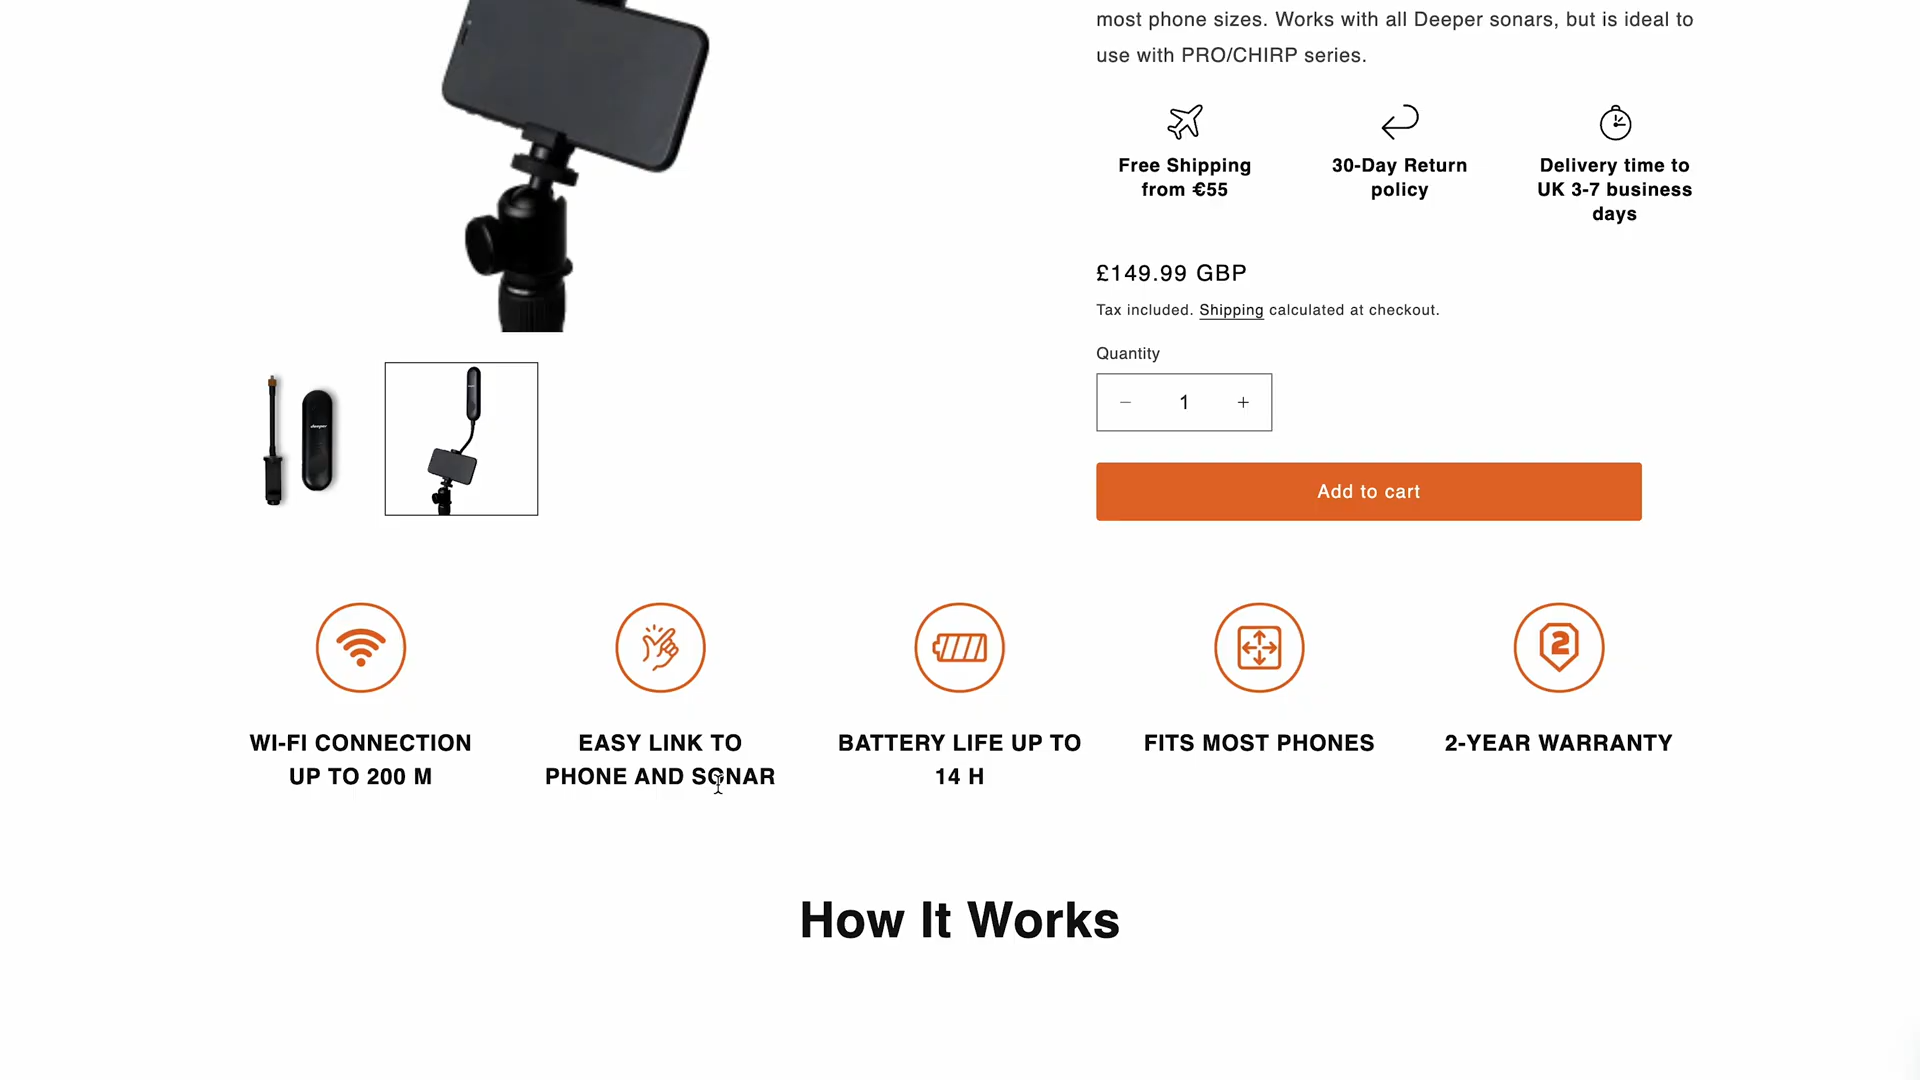 most phone sizes. Works with all Deeper sonars, but is ideal to
use with PRO/CHIRP series.
Free Shipping
from €55
30-Day Return
policy
Delivery time to
UK 3-7 business
days
£149.99 GBP
Tax included. Shipping calculated at checkout.
Quantity
− 1 +
Add to cart
deeper
2
WI-FI CONNECTION
UP TO 200 M
EASY LINK TO
PHONE AND SONAR
BATTERY LIFE UP TO
14 H
FITS MOST PHONES
2-YEAR WARRANTY
How It Works